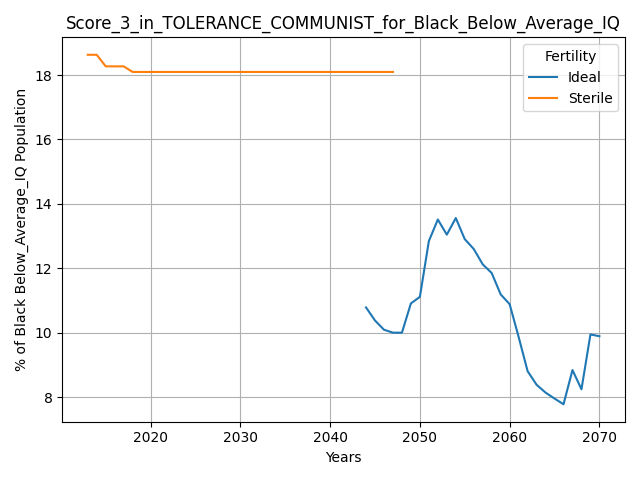 Score_3_in_TOLERANCE_COMMUNIST_for_Black_Below_Average_IQ
% of Black Below_Average_IQ Population
18
16
14
12
10
8
Fertility
Ideal
Sterile
2020 2030 2040 2050 2060 2070
Years